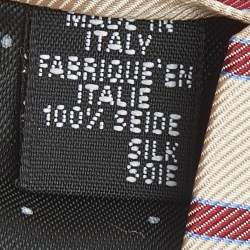 MADE IN
ITALY
FABRIQUE'EN
ITALIE
100% SEIDE
SILK
SOIE